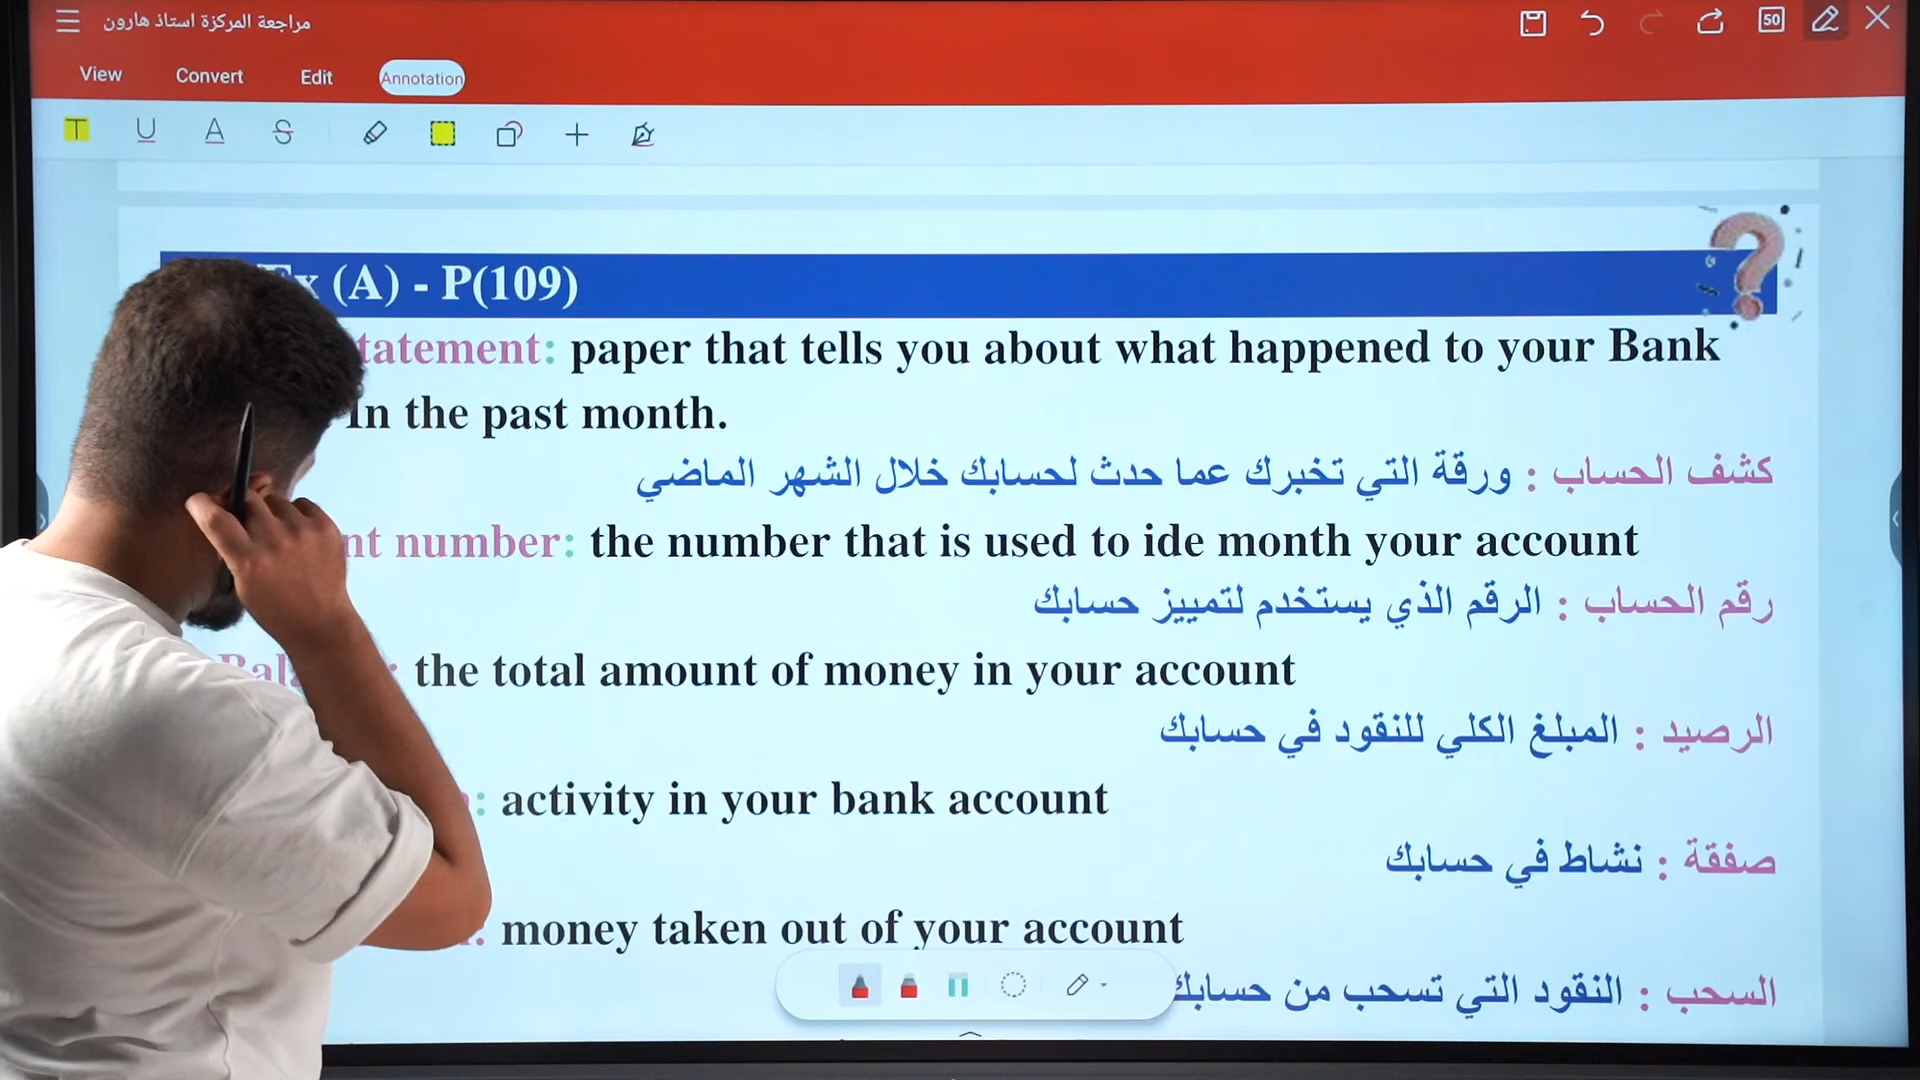 مراجعة المركزة استاذ هارون
50
View Convert Edit Annotation
Ex (A) - P(109)
tatement: paper that tells you about what happened to your Bank
In the past month.
كشف الحساب : ورقة التي تخبرك عما حدث لحسابك خلال الشهر الماضي
nt number: the number that is used to ide month your account
رقم الحساب : الرقم الذي يستخدم لتمييز حسابك
: the total amount of money in your account
الرصيد : المبلغ الكلي للنقود في حسابك
: activity in your bank account
صفقة : نشاط في حسابك
: money taken out of your account
السحب : النقود التي تسحب من حسابك